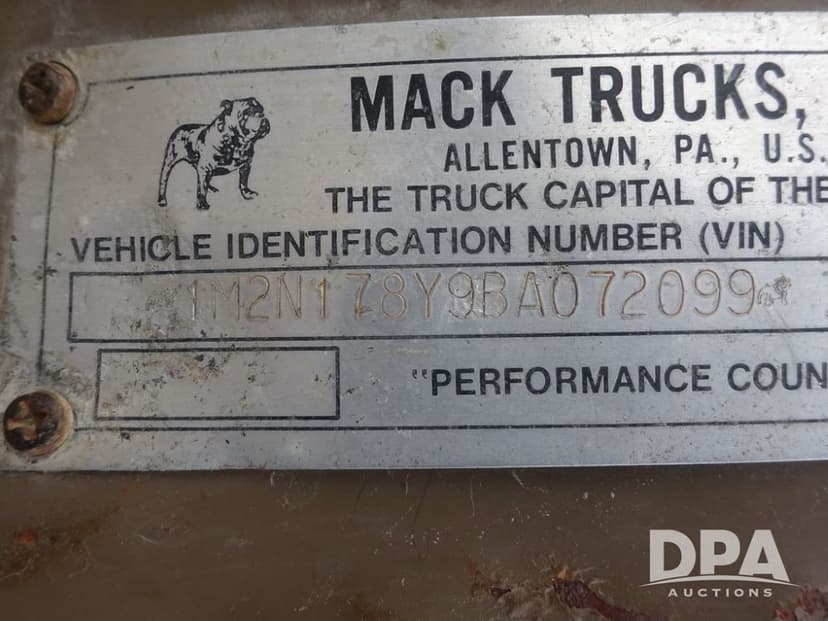 MACK TRUCKS,
ALLENTOWN, PA., U.S.
THE TRUCK CAPITAL OF THE
VEHICLE IDENTIFICATION NUMBER (VIN)
1M2N178Y9BA072099
"PERFORMANCE COUN
DPA
AUCTIONS